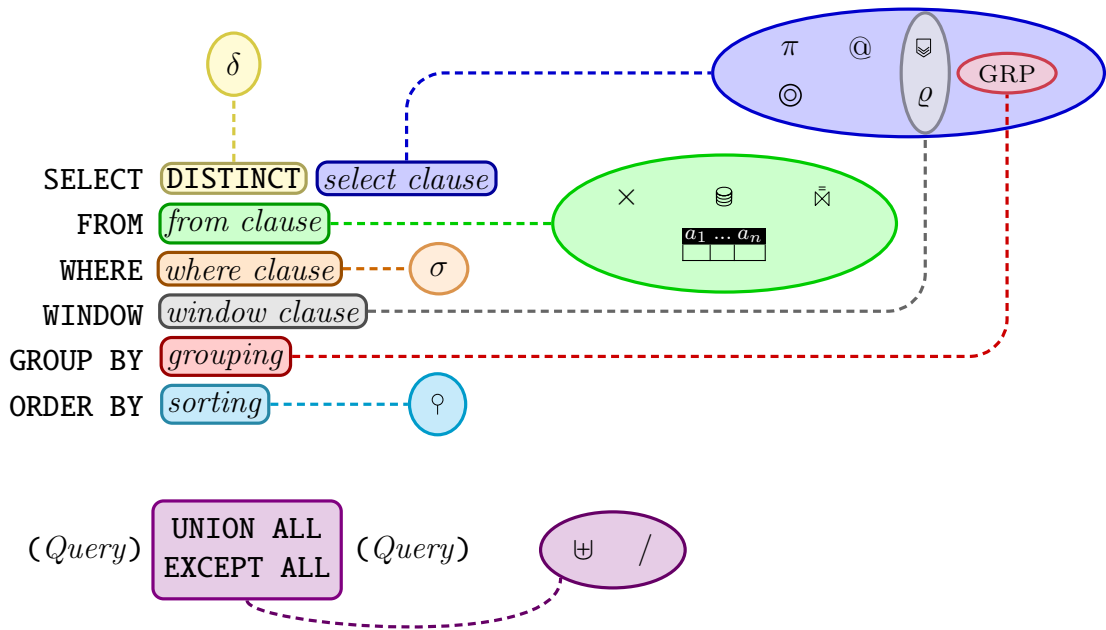 δ
π @
◎ ϱ GRP
SELECT DISTINCT select clause
FROM from clause
× 
a₁ ... aₙ
WHERE where clause σ
WINDOW window clause
GROUP BY grouping
ORDER BY sorting ⚲
(Query) UNION ALL
EXCEPT ALL (Query)
⊎ /